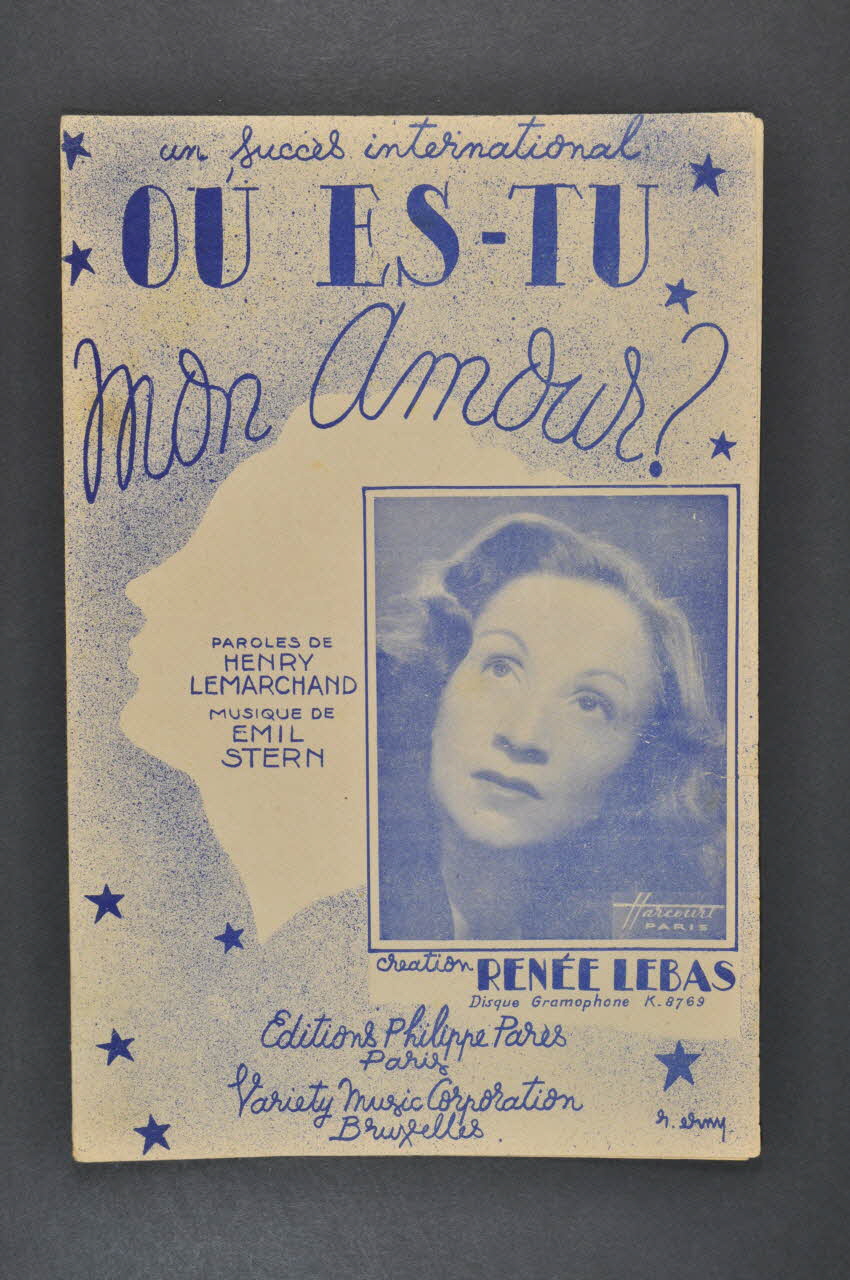 un succès international
OÙ ES-TU
mon Amour?
PAROLES DE
HENRY
LEMARCHAND
MUSIQUE DE
EMIL
STERN
Harcourt
PARIS
création RENÉE LEBAS
Disque Gramophone K.8769
Editions Philippe Parès
Paris
Variety Music Corporation
Bruxelles.